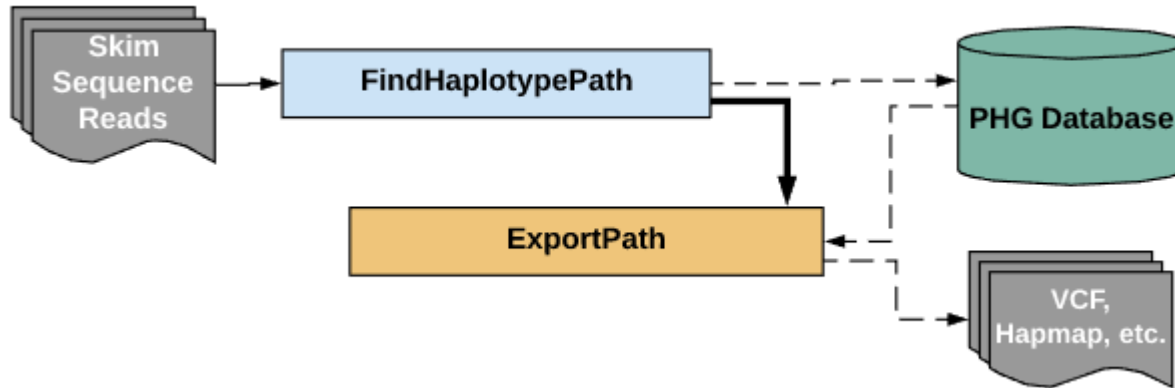 Skim
Sequence
Reads
FindHaplotypePath
PHG Database
ExportPath
VCF,
Hapmap, etc.